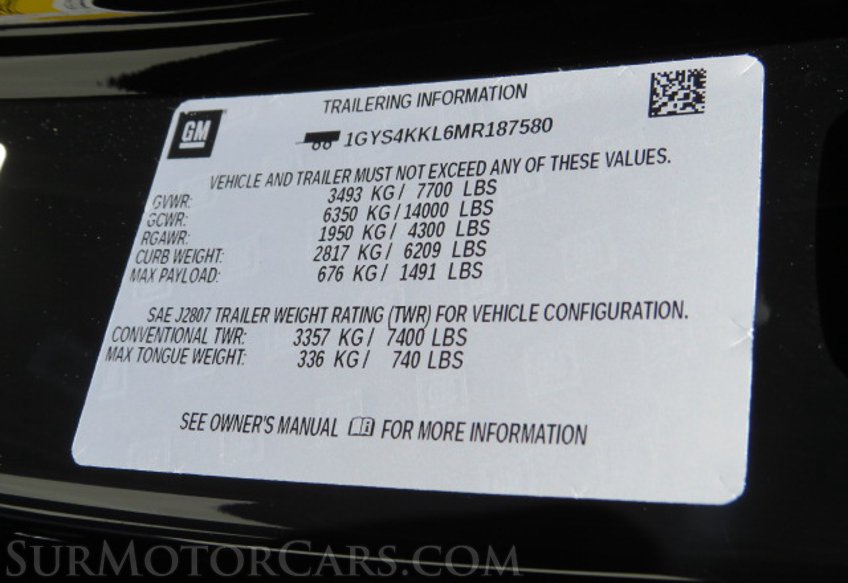 TRAILERING INFORMATION
GM
1GYS4KKL6MR187580
VEHICLE AND TRAILER MUST NOT EXCEED ANY OF THESE VALUES.
GVWR: 3493 KG/ 7700 LBS
GCWR: 6350 KG/14000 LBS
RGAWR: 1950 KG/ 4300 LBS
CURB WEIGHT: 2817 KG/ 6209 LBS
MAX PAYLOAD: 676 KG/ 1491 LBS
SAE J2807 TRAILER WEIGHT RATING (TWR) FOR VEHICLE CONFIGURATION.
CONVENTIONAL TWR: 3357 KG/ 7400 LBS
MAX TONGUE WEIGHT: 336 KG/ 740 LBS
SEE OWNER'S MANUAL FOR MORE INFORMATION
SurMotorCars.com